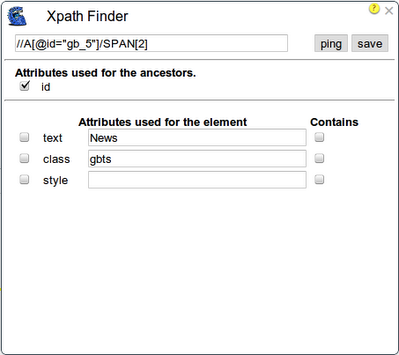 Xpath Finder
//A[@id="gb_5"]/SPAN[2] ping save
Attributes used for the ancestors.
id
Attributes used for the element Contains
text News
class gbts
style